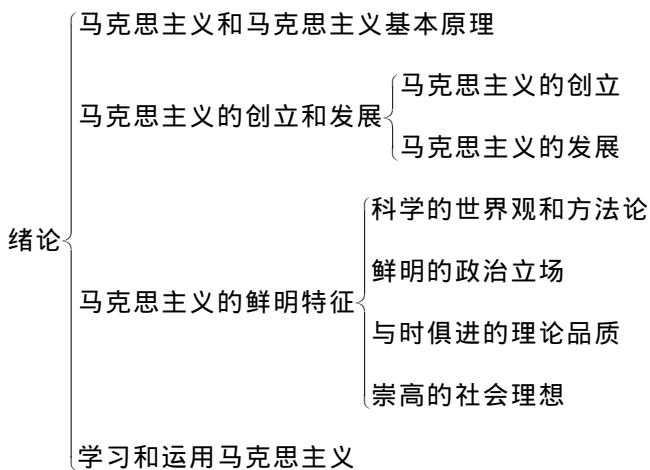 绪论
马克思主义和马克思主义基本原理
马克思主义的创立和发展
马克思主义的创立
马克思主义的发展
马克思主义的鲜明特征
科学的世界观和方法论
鲜明的政治立场
与时俱进的理论品质
崇高的社会理想
学习和运用马克思主义